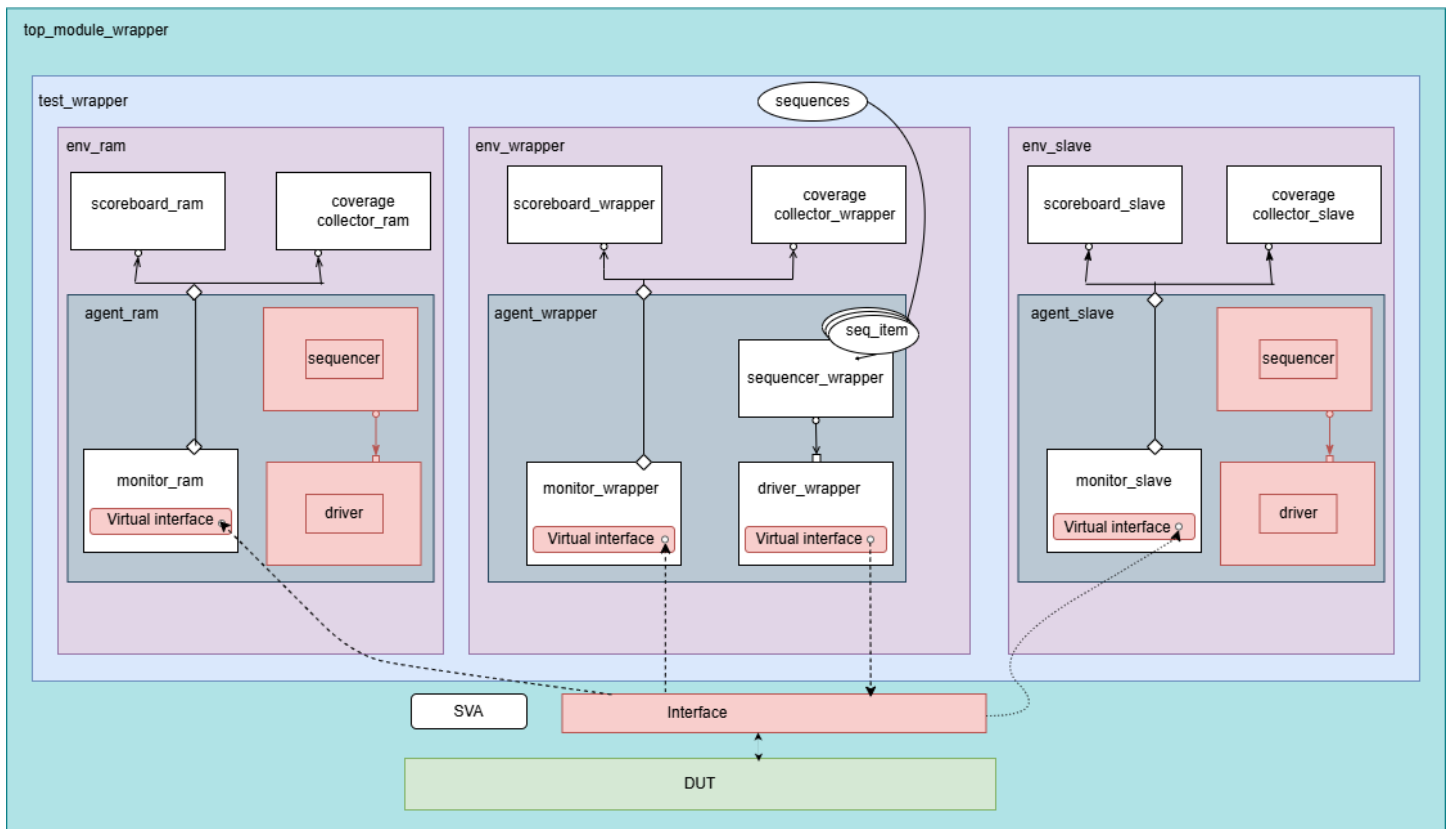 top_module_wrapper
test_wrapper
sequences
env_ram
scoreboard_ram
coverage
collector_ram
agent_ram
sequencer
monitor_ram
Virtual interface
driver
env_wrapper
scoreboard_wrapper
coverage
collector_wrapper
agent_wrapper
seq_item
sequencer_wrapper
monitor_wrapper
Virtual interface
driver_wrapper
Virtual interface
env_slave
scoreboard_slave
coverage
collector_slave
agent_slave
sequencer
monitor_slave
Virtual interface
driver
SVA
Interface
DUT